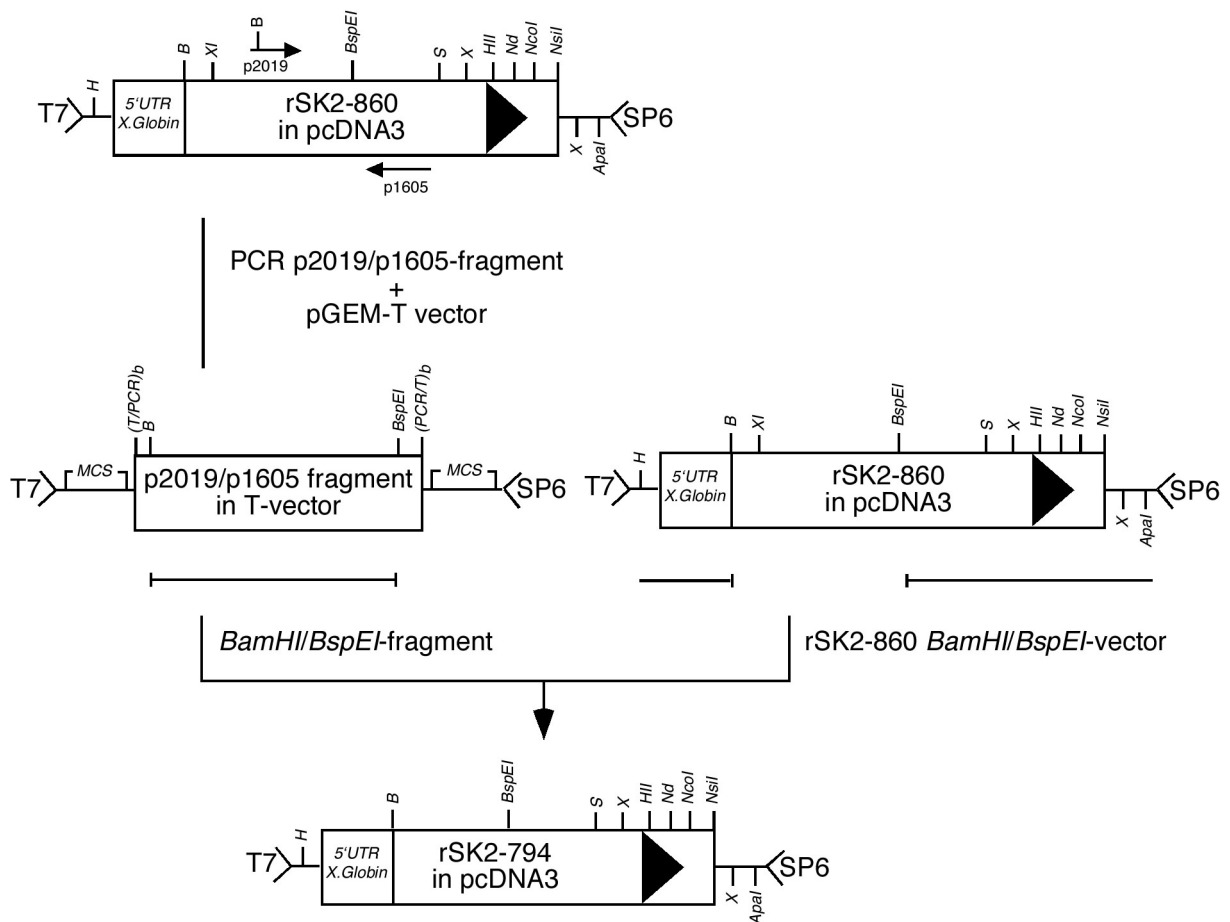 B
B
XI
BspEI
S
X
HII
Nd
NcoI
NsiI
p2019
H
T7
5'UTR
X.Globin
rSK2-860
in pcDNA3
SP6
X
ApaI
p1605
PCR p2019/p1605-fragment
+
pGEM-T vector
(T/PCR)b
B
BspEI
(PCR/T)b
T7
MCS
p2019/p1605 fragment
in T-vector
MCS
SP6
B
XI
BspEI
S
X
HII
Nd
NcoI
NsiI
H
T7
5'UTR
X.Globin
rSK2-860
in pcDNA3
SP6
X
ApaI
BamHI/BspEI-fragment
rSK2-860 BamHI/BspEI-vector
B
BspEI
S
X
HII
Nd
NcoI
NsiI
H
T7
5'UTR
X.Globin
rSK2-794
in pcDNA3
SP6
X
ApaI